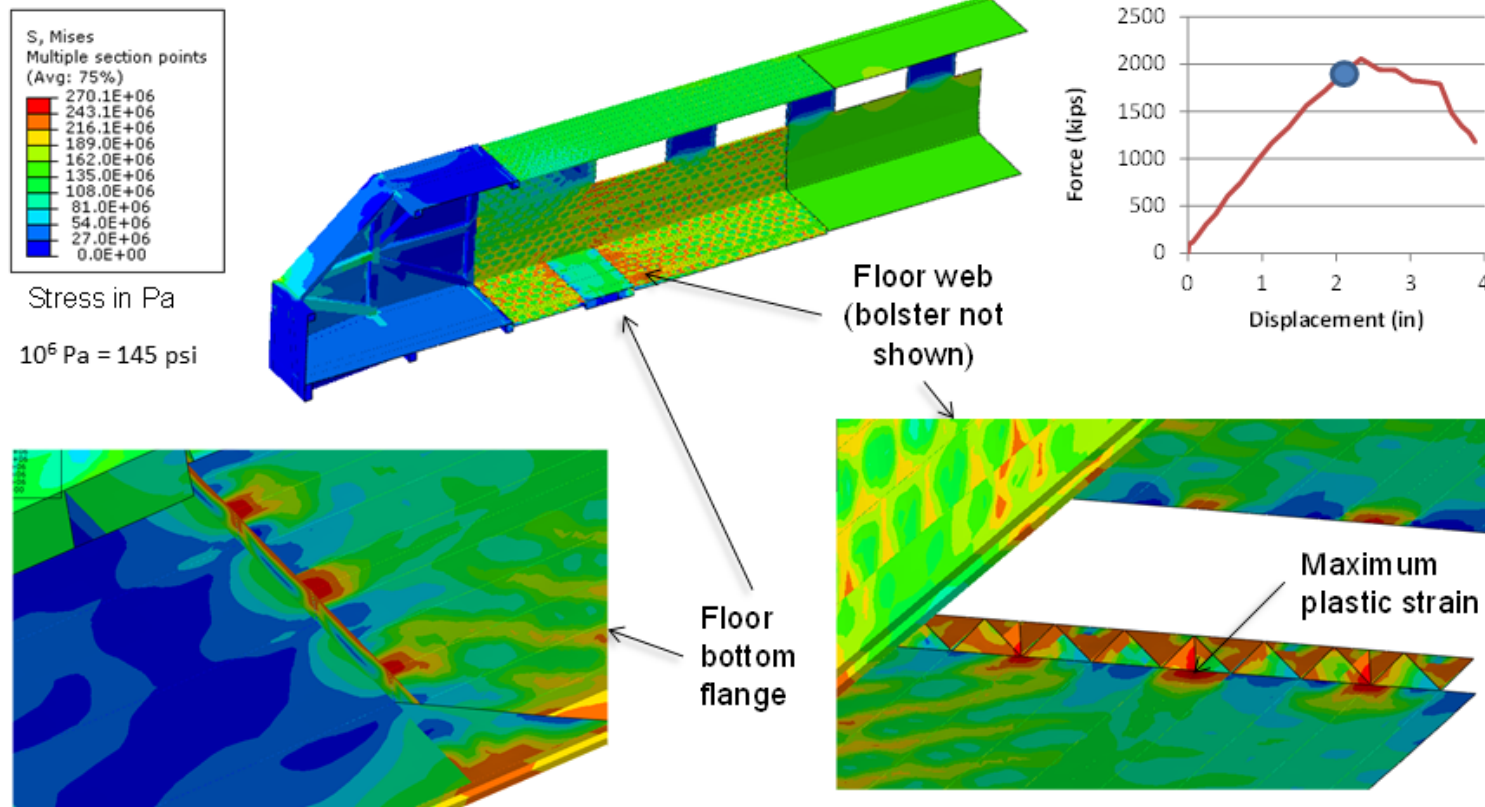 S, Mises
Multiple section points
(Avg: 75%)
270.1E+06
243.1E+06
216.1E+06
189.0E+06
162.0E+06
135.0E+06
108.0E+06
81.0E+06
54.0E+06
27.0E+06
0.0E+00
Stress in Pa
10⁶ Pa = 145 psi
2500
2000
1500
1000
500
0
Force (kips)
0 1 2 3 4
Displacement (in)
Floor web
(bolster not
shown)
Floor
bottom
flange
Maximum
plastic strain